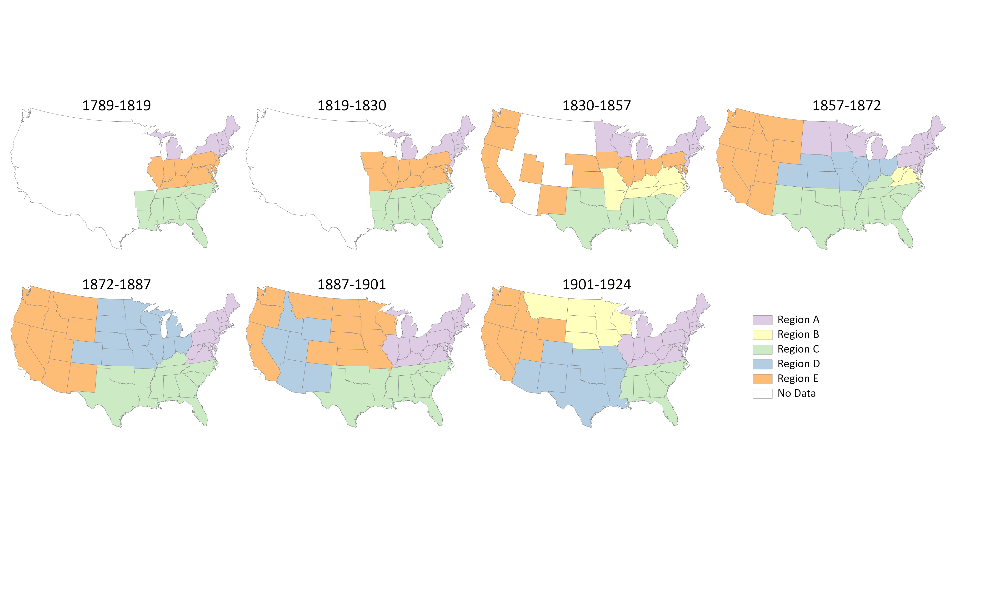 1789-1819
1819-1830
1830-1857
1857-1872
1872-1887
1887-1901
1901-1924
Region A
Region B
Region C
Region D
Region E
No Data